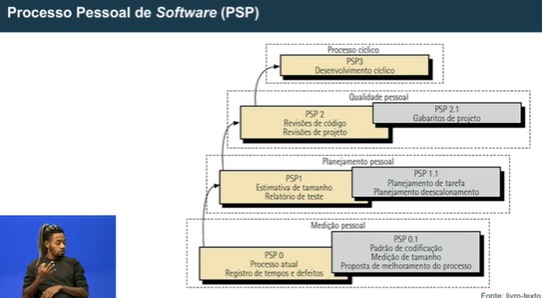 Processo Pessoal de Software (PSP)
Processo cíclico
PSP3
Desenvolvimento cíclico
Qualidade pessoal
PSP 2
Revisões de código
Revisões de projeto
PSP 2.1
Gabaritos de projeto
Planejamento pessoal
PSP1
Estimativa de tamanho
Relatório de teste
PSP 1.1
Planejamento de tarefa
Planejamento deescalonamento
Medição pessoal
PSP 0
Processo atual
Registro de tempos e defeitos
PSP 0.1
Padrão de codificação
Medição de tamanho
Proposta de melhoramento do processo
Fonte: livro-texto